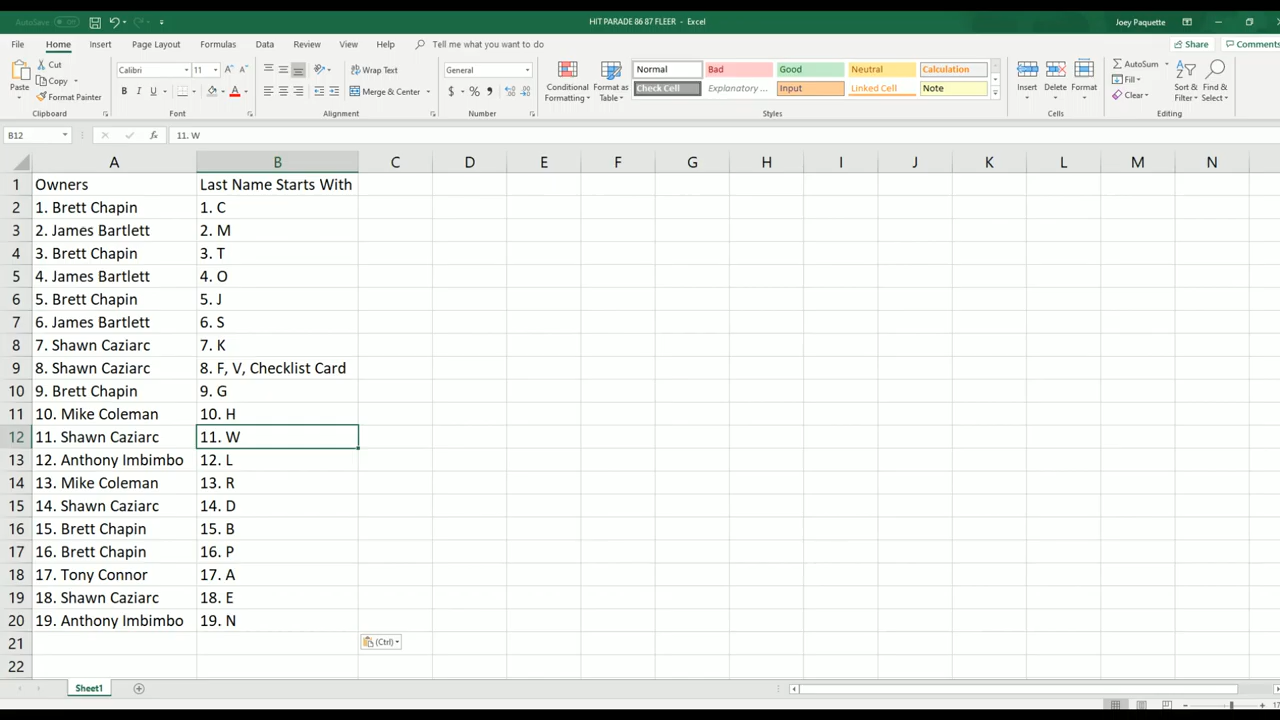 AutoSave Off
HIT PARADE 86 87 FLEER - Excel
Joey Paquette
File Home Insert Page Layout Formulas Data Review View Help Tell me what you want to do
Share Comments
Paste
Cut
Copy
Format Painter
Clipboard
Calibri 11
B I U
Font
Wrap Text
Merge & Center
Alignment
General
$ % ,
Number
Conditional Formatting
Format as Table
Normal Bad Good Neutral Calculation
Check Cell Explanatory ... Input Linked Cell Note
Styles
Insert Delete Format
Cells
AutoSum
Fill
Clear
Sort & Filter
Find & Select
Editing
B12 fx 11. W
A B C D E F G H I J K L M N
1 Owners Last Name Starts With
2 1. Brett Chapin 1. C
3 2. James Bartlett 2. M
4 3. Brett Chapin 3. T
5 4. James Bartlett 4. O
6 5. Brett Chapin 5. J
7 6. James Bartlett 6. S
8 7. Shawn Caziarc 7. K
9 8. Shawn Caziarc 8. F, V, Checklist Card
10 9. Brett Chapin 9. G
11 10. Mike Coleman 10. H
12 11. Shawn Caziarc 11. W
13 12. Anthony Imbimbo 12. L
14 13. Mike Coleman 13. R
15 14. Shawn Caziarc 14. D
16 15. Brett Chapin 15. B
17 16. Brett Chapin 16. P
18 17. Tony Connor 17. A
19 18. Shawn Caziarc 18. E
20 19. Anthony Imbimbo 19. N
21
(Ctrl)
22
Sheet1